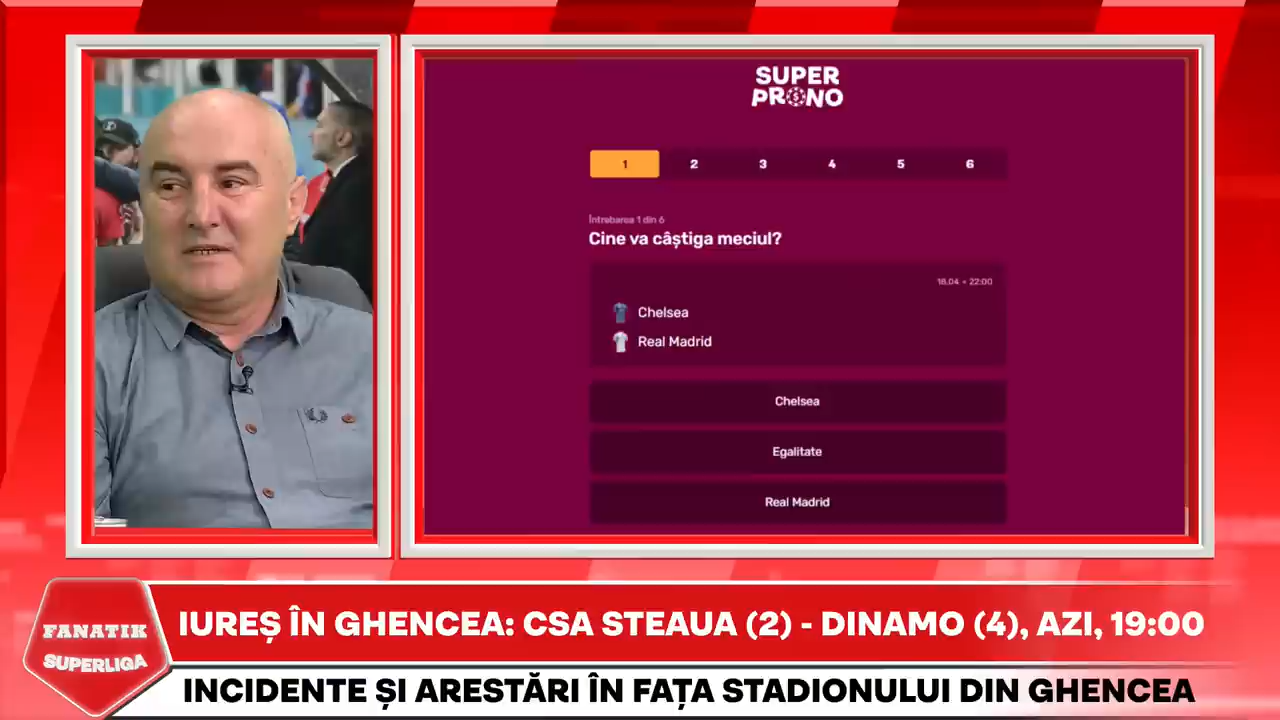 SUPER
PRONO
1 2 3 4 5 6
Întrebarea 1 din 6
Cine va câștiga meciul?
18.04 • 22:00
Chelsea
Real Madrid
Chelsea
Egalitate
Real Madrid
FANATIK
SUPERLIGA
IUREȘ ÎN GHENCEA: CSA STEAUA (2) - DINAMO (4), AZI, 19:00
INCIDENTE ȘI ARESTĂRI ÎN FAȚA STADIONULUI DIN GHENCEA